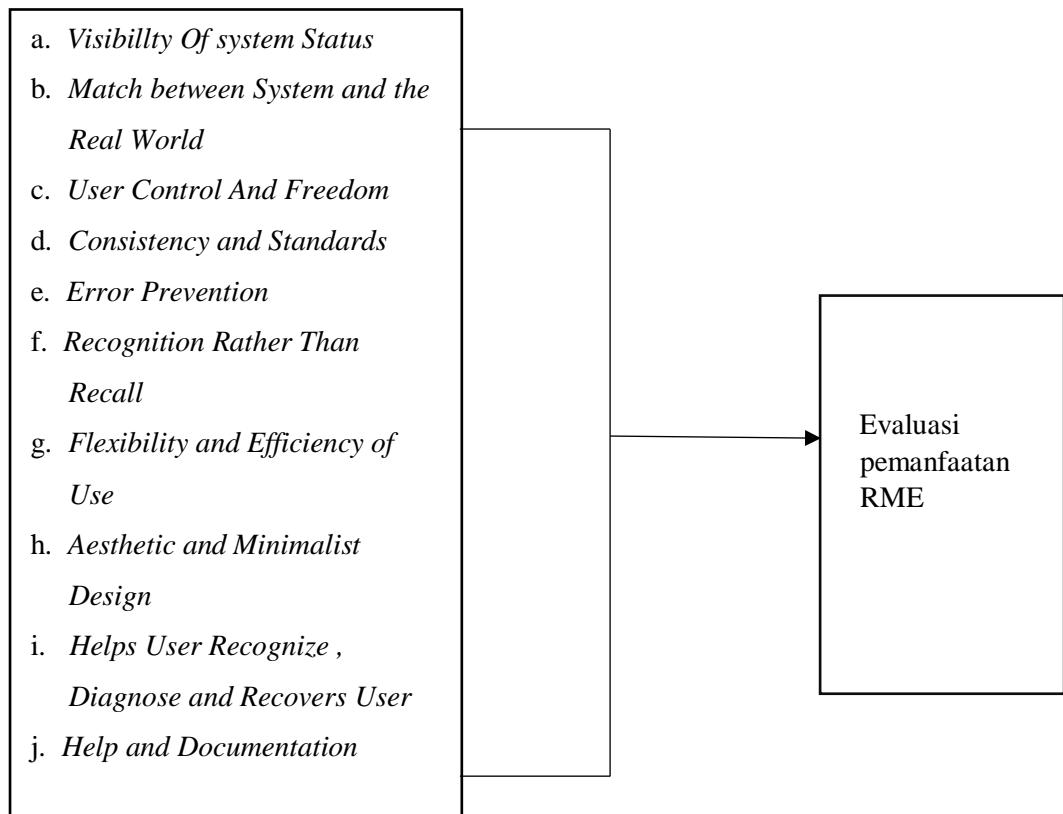 a. Visibillty Of system Status
b. Match between System and the
Real World
c. User Control And Freedom
d. Consistency and Standards
e. Error Prevention
f. Recognition Rather Than
Recall
g. Flexibility and Efficiency of
Use
h. Aesthetic and Minimalist
Design
i. Helps User Recognize ,
Diagnose and Recovers User
j. Help and Documentation
Evaluasi
pemanfaatan
RME